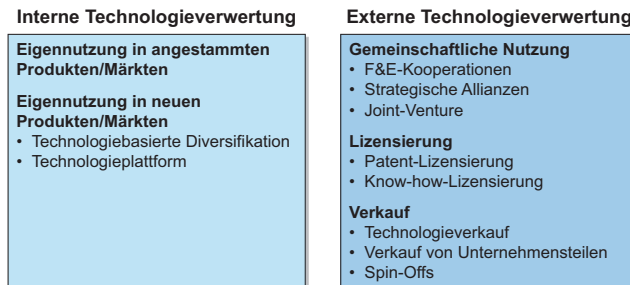 Interne Technologieverwertung
Eigennutzung in angestammten
Produkten/Märkten
Eigennutzung in neuen
Produkten/Märkten
• Technologiebasierte Diversifikation
• Technologieplattform
Externe Technologieverwertung
Gemeinschaftliche Nutzung
• F&E-Kooperationen
• Strategische Allianzen
• Joint-Venture
Lizensierung
• Patent-Lizensierung
• Know-how-Lizensierung
Verkauf
• Technologieverkauf
• Verkauf von Unternehmensteilen
• Spin-Offs